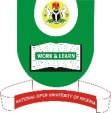 WORK & LEARN
NATIONAL OPEN UNIVERSITY OF NIGERIA